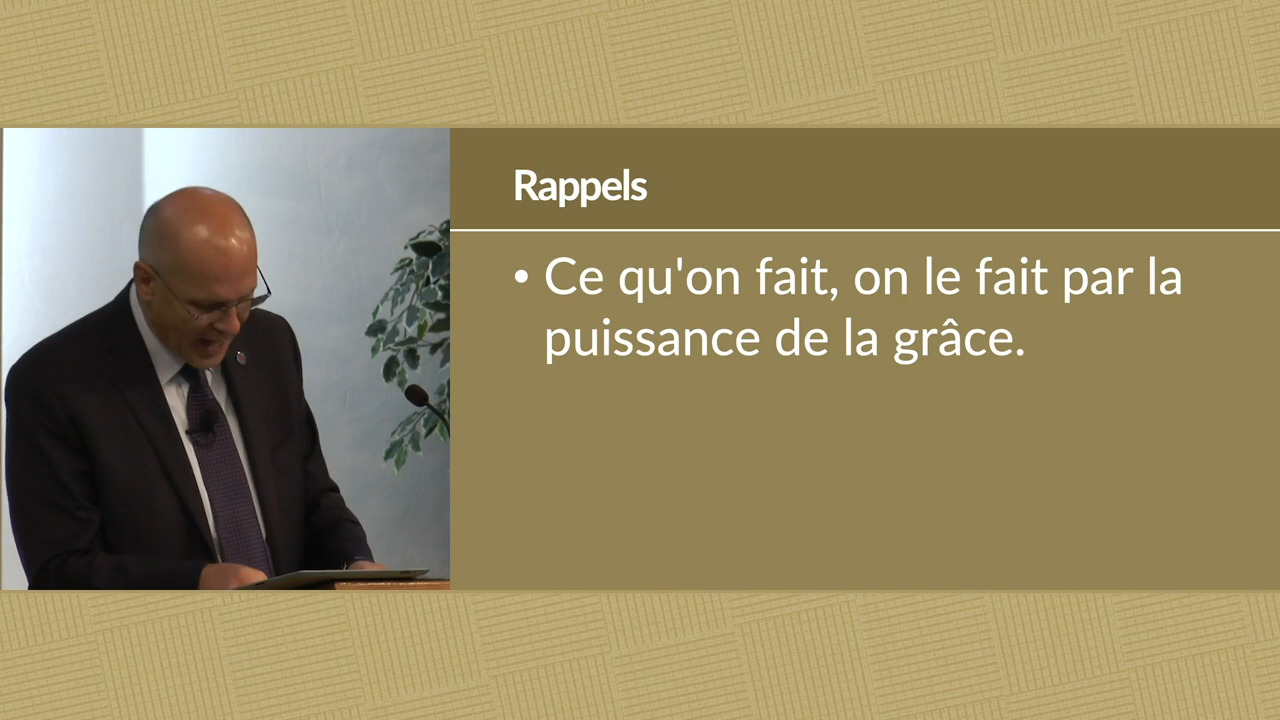 Rappels
• Ce qu'on fait, on le fait par la
puissance de la grâce.